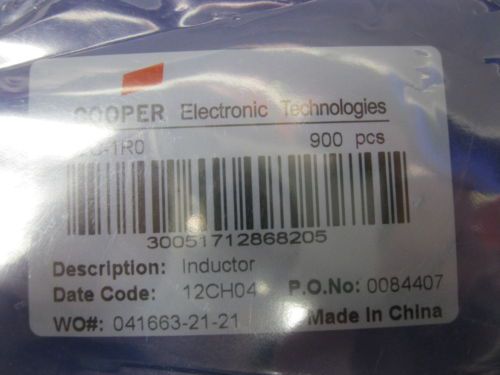 COOPER Electronic Technologies
-1R0 900 pcs
30051712868205
Description: Inductor
Date Code: 12CH04 P.O.No: 0084407
WO#: 041663-21-21 Made In China